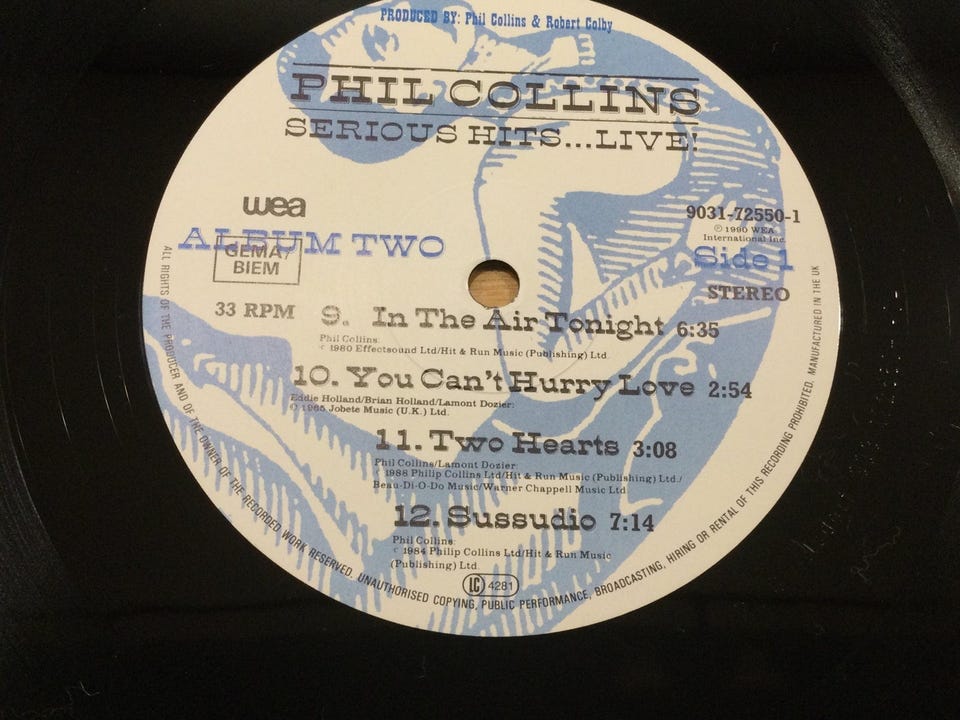 PRODUCED BY: Phil Collins & Robert Colby
PHIL COLLINS
SERIOUS HITS...LIVE!
wea
9031-72550-1
℗ 1990 WEA
International Inc.
ALBUM TWO
GEMA/
BIEM
Side 1
STEREO
33 RPM
9. In The Air Tonight 6:35
Phil Collins:
© 1980 Effectsound Ltd/Hit & Run Music (Publishing) Ltd
10. You Can't Hurry Love 2:54
Eddie Holland/Brian Holland/Lamont Dozier:
© 1965 Jobete Music (U.K.) Ltd.
11. Two Hearts 3:08
Phil Collins/Lamont Dozier:
© 1988 Philip Collins Ltd/Hit & Run Music (Publishing) Ltd./
Beau-Di-O-Do Music/Warner Chappell Music Ltd
12. Sussudio 7:14
Phil Collins:
© 1984 Philip Collins Ltd/Hit & Run Music
(Publishing) Ltd.
LC 4281
ALL RIGHTS OF THE PRODUCER AND OF THE OWNER OF THE RECORDED WORK RESERVED. UNAUTHORISED COPYING, PUBLIC PERFORMANCE, BROADCASTING, HIRING OR RENTAL OF THIS RECORDING PROHIBITED. MANUFACTURED IN THE UK